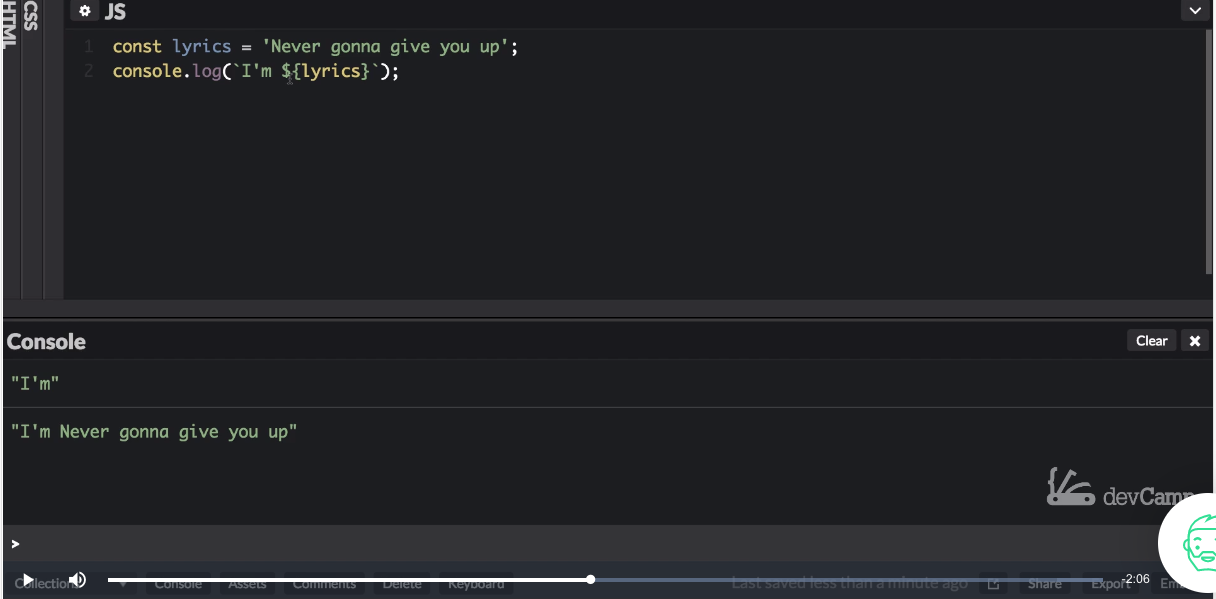 HTML
CSS
JS
1 const lyrics = 'Never gonna give you up';
2 console.log(`I'm ${lyrics}`);
Console
Clear
"I'm"
"I'm Never gonna give you up"
devCamp
>
Collections Console Assets Comments Delete Keyboard Last saved less than a minute ago Share Export Em
-2:06